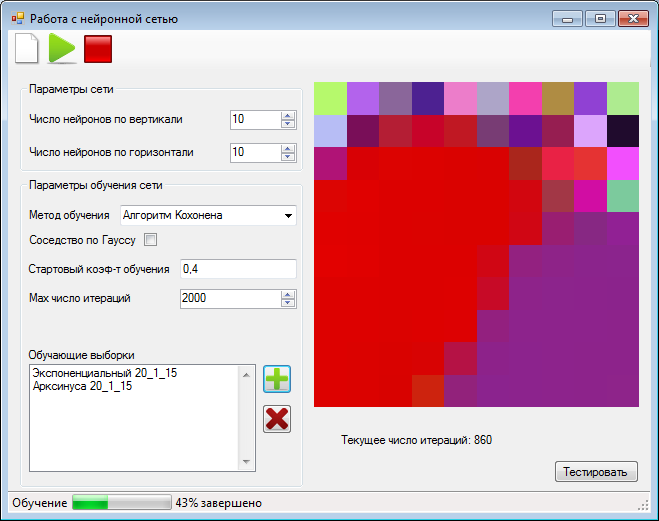 Работа с нейронной сетью
Параметры сети
Число нейронов по вертикали 10
Число нейронов по горизонтали 10
Параметры обучения сети
Метод обучения Алгоритм Кохонена
Соседство по Гауссу
Стартовый коэф-т обучения 0,4
Мах число итераций 2000
Обучающие выборки
Экспоненциальный 20_1_15
Арксинуса 20_1_15
Текущее число итераций: 860
Тестировать
Обучение 43% завершено